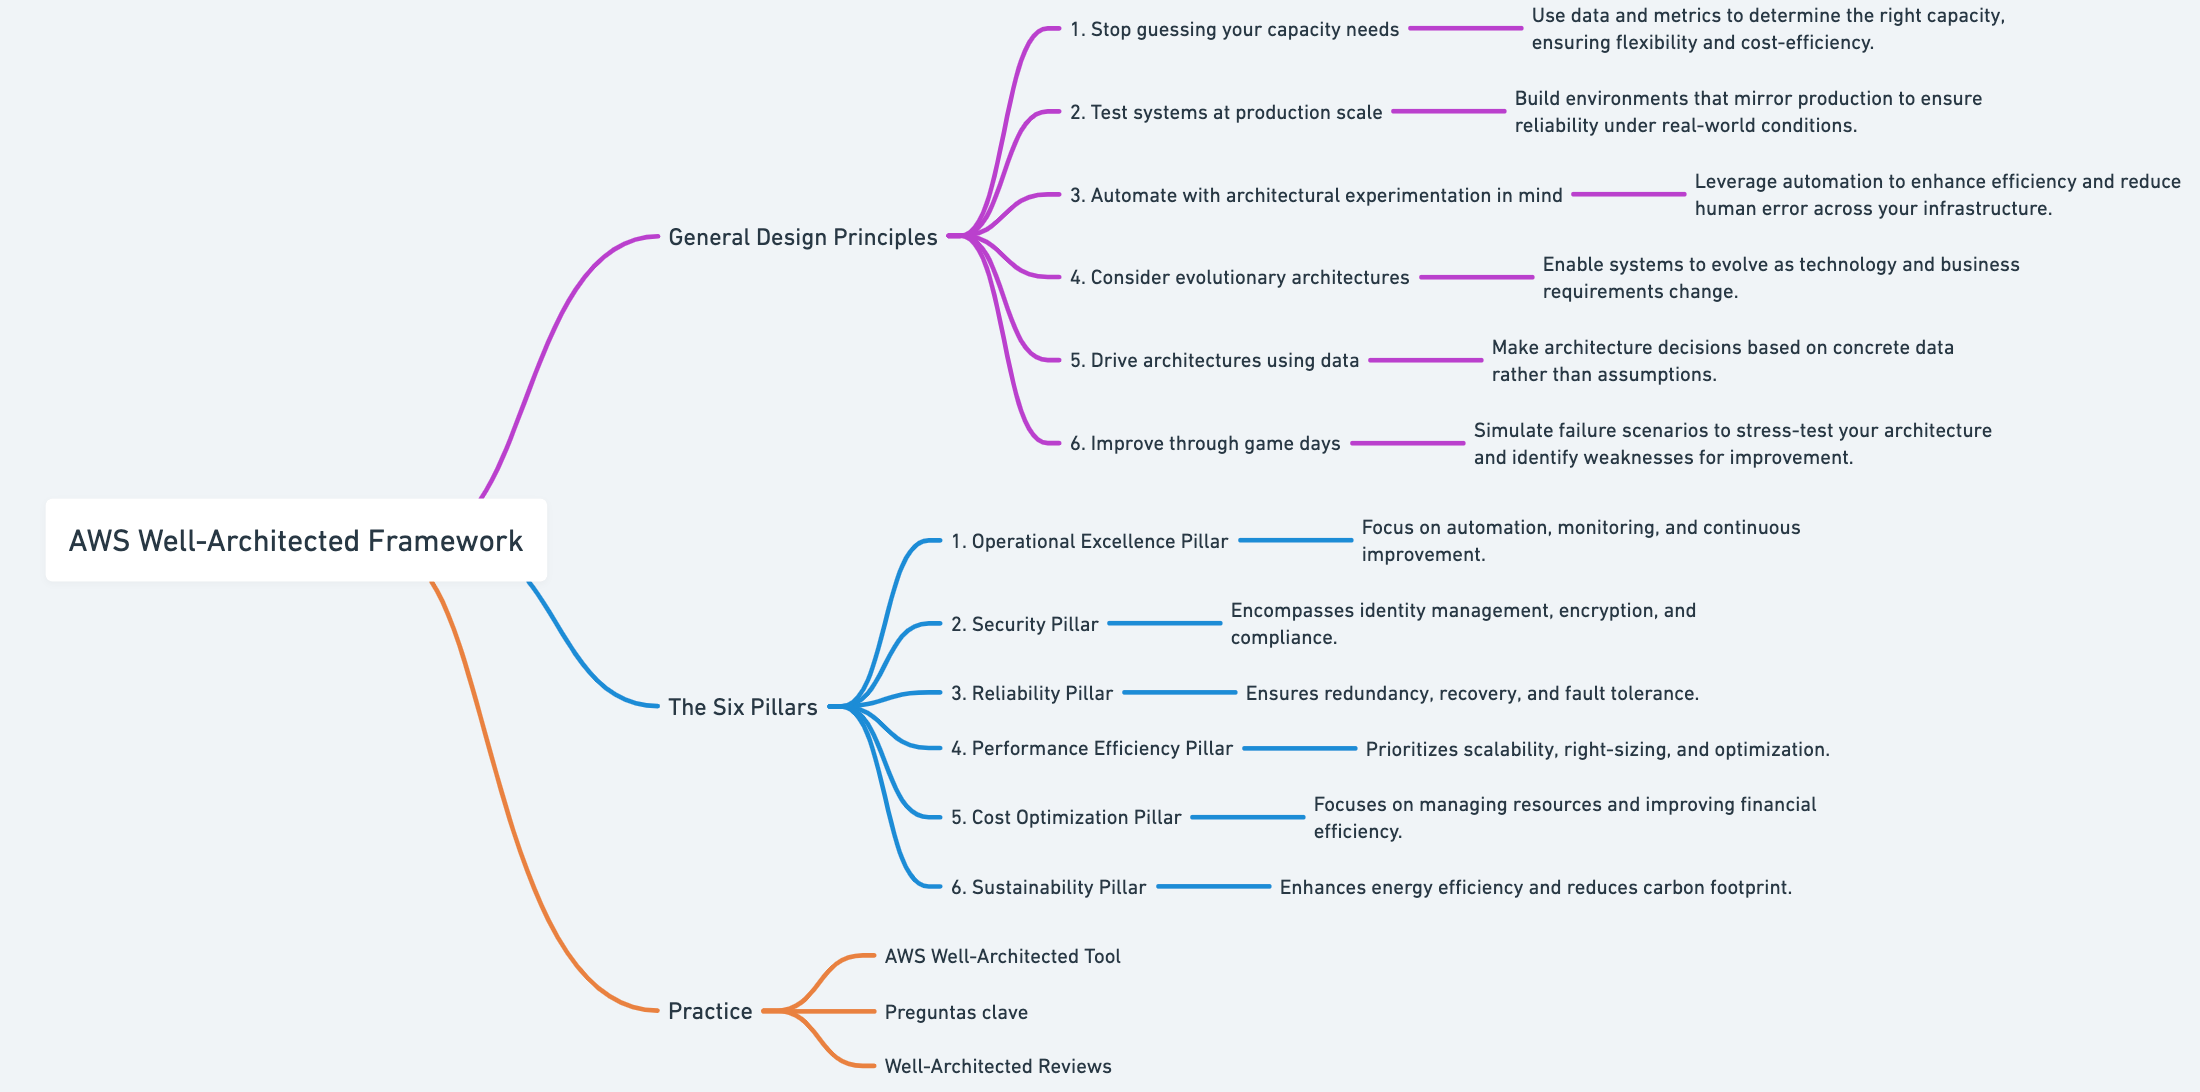 AWS Well-Architected Framework
General Design Principles
1. Stop guessing your capacity needs
Use data and metrics to determine the right capacity,
ensuring flexibility and cost-efficiency.
2. Test systems at production scale
Build environments that mirror production to ensure
reliability under real-world conditions.
3. Automate with architectural experimentation in mind
Leverage automation to enhance efficiency and reduce
human error across your infrastructure.
4. Consider evolutionary architectures
Enable systems to evolve as technology and business
requirements change.
5. Drive architectures using data
Make architecture decisions based on concrete data
rather than assumptions.
6. Improve through game days
Simulate failure scenarios to stress-test your architecture
and identify weaknesses for improvement.
The Six Pillars
1. Operational Excellence Pillar
Focus on automation, monitoring, and continuous
improvement.
2. Security Pillar
Encompasses identity management, encryption, and
compliance.
3. Reliability Pillar
Ensures redundancy, recovery, and fault tolerance.
4. Performance Efficiency Pillar
Prioritizes scalability, right-sizing, and optimization.
5. Cost Optimization Pillar
Focuses on managing resources and improving financial
efficiency.
6. Sustainability Pillar
Enhances energy efficiency and reduces carbon footprint.
Practice
AWS Well-Architected Tool
Preguntas clave
Well-Architected Reviews